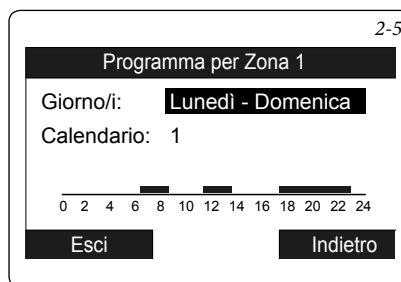 2-5
Programma per Zona 1
Giorno/i: Lunedì - Domenica
Calendario: 1
0 2 4 6 8 10 12 14 16 18 20 22 24
Esci Indietro